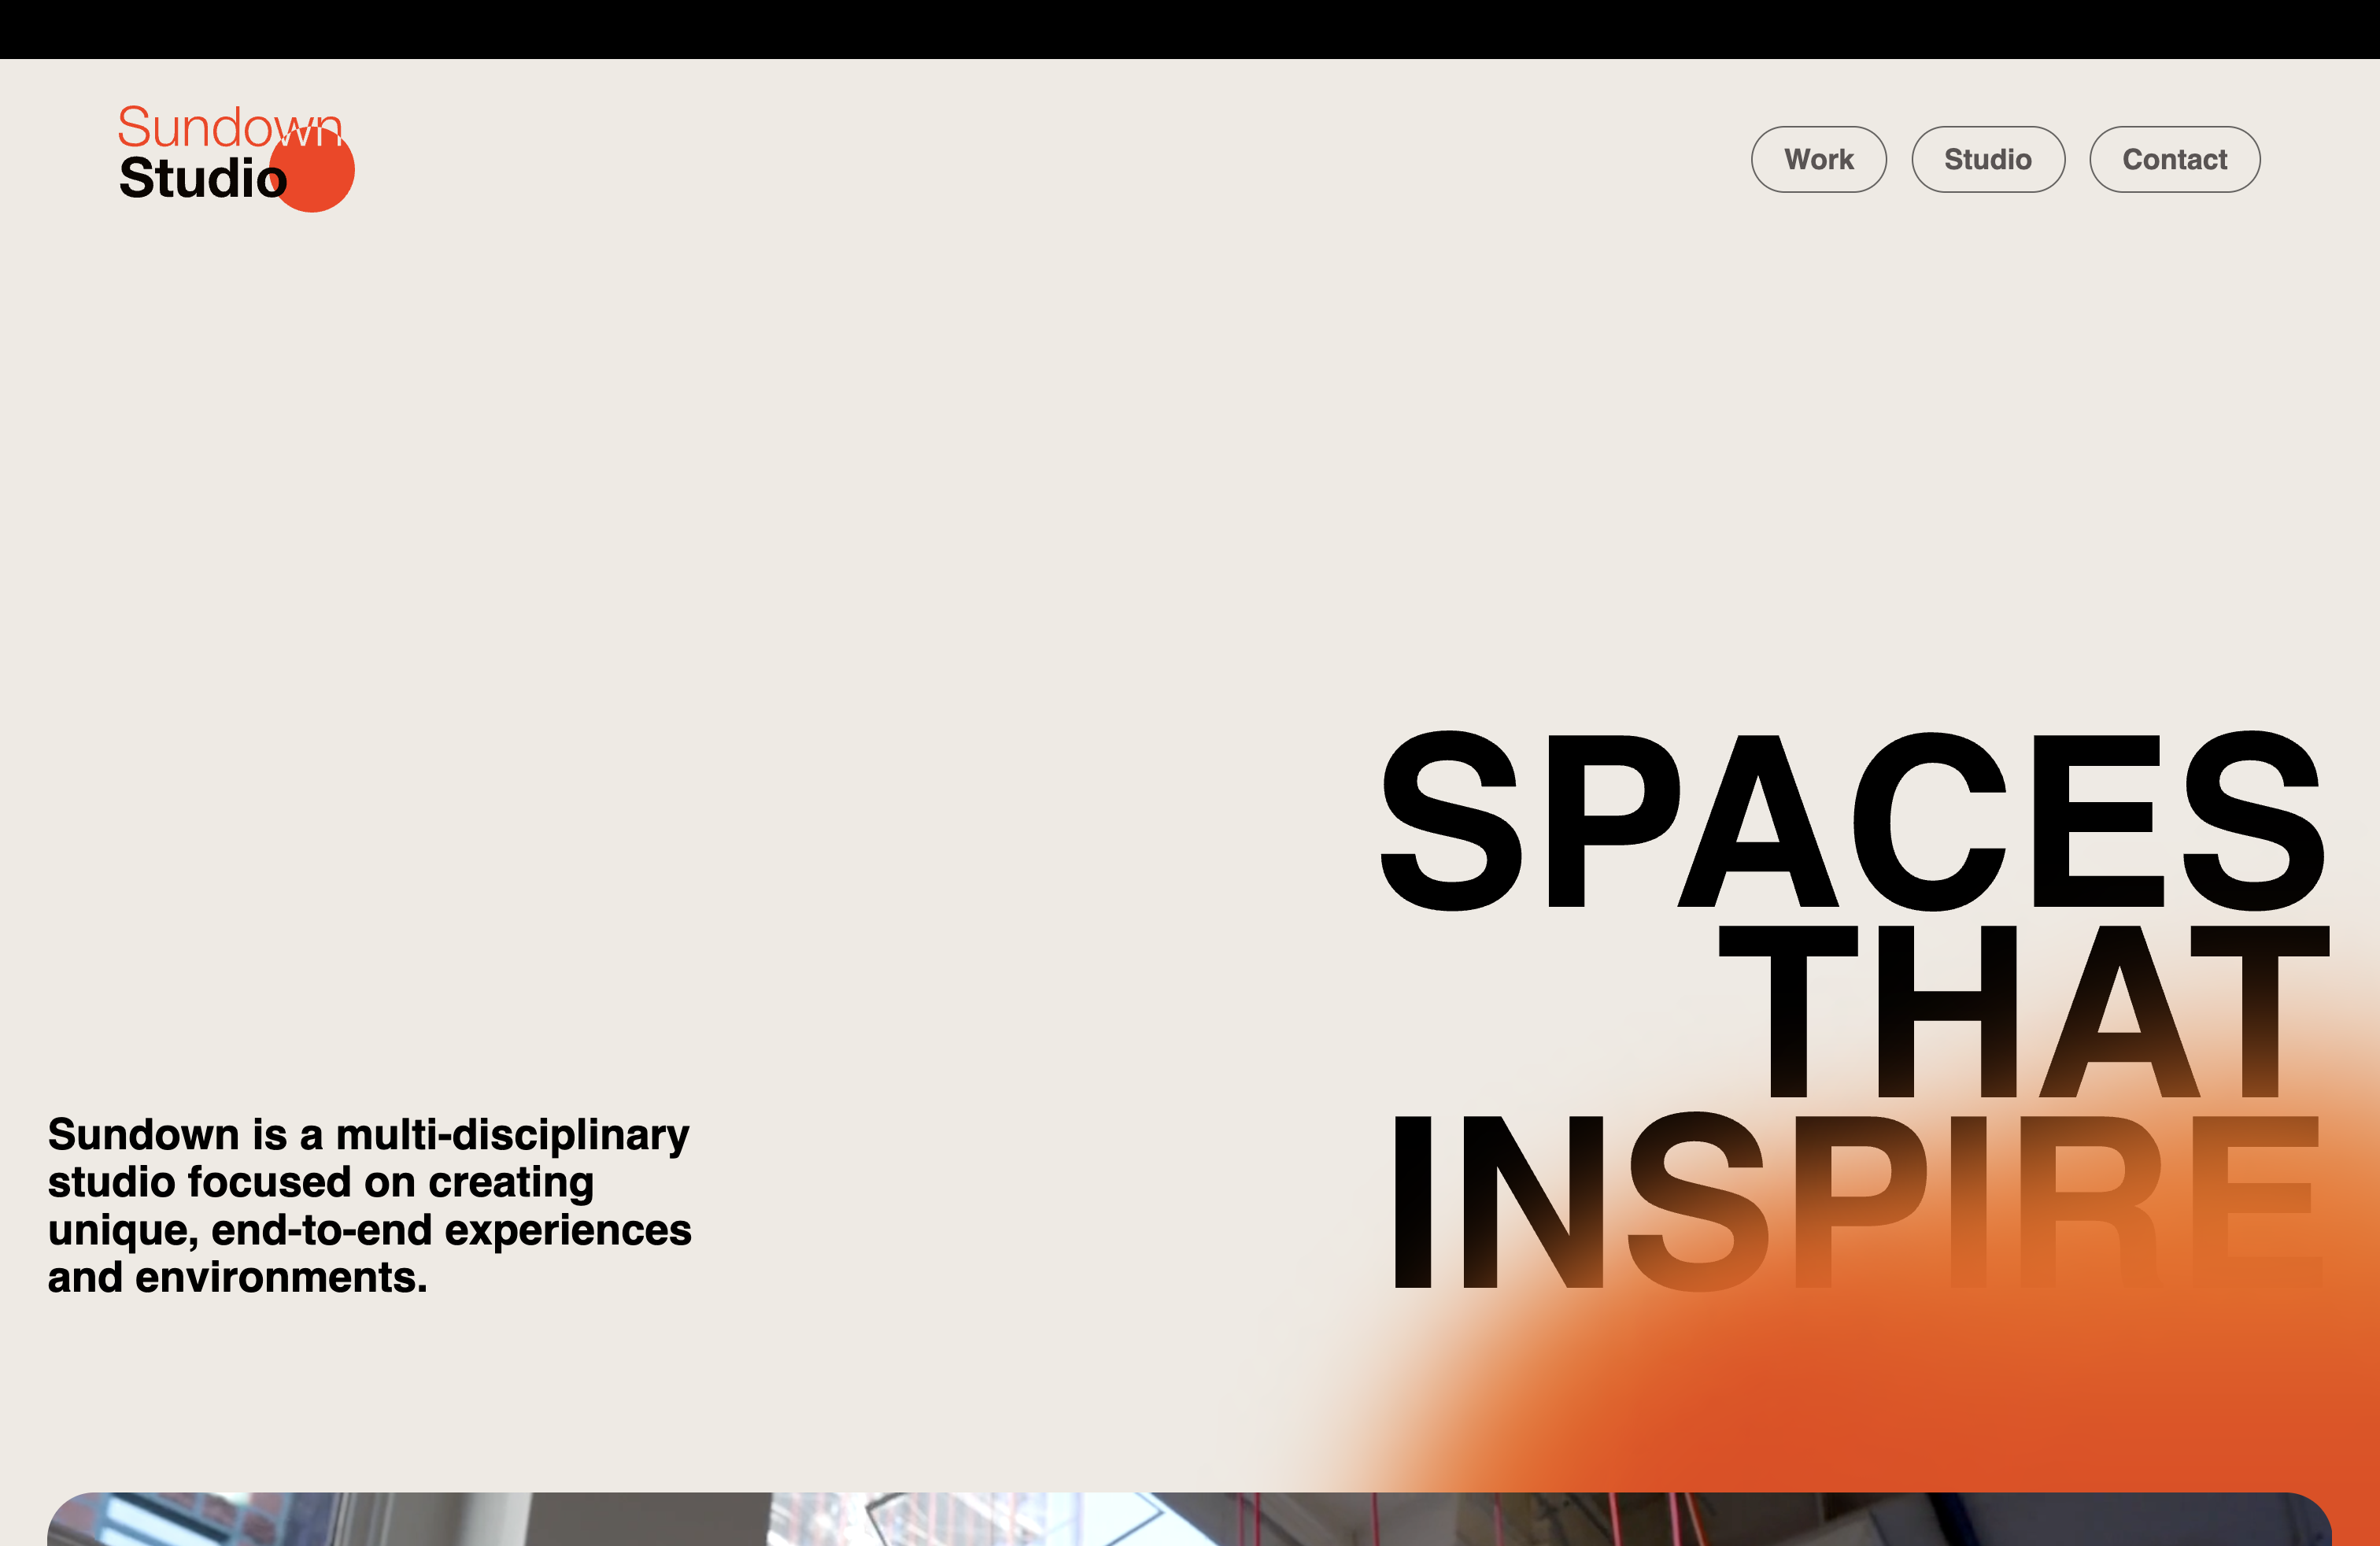 Sundown
Studio
Work
Studio
Contact
SPACES
THAT
INSPIRE
Sundown is a multi-disciplinary
studio focused on creating
unique, end-to-end experiences
and environments.